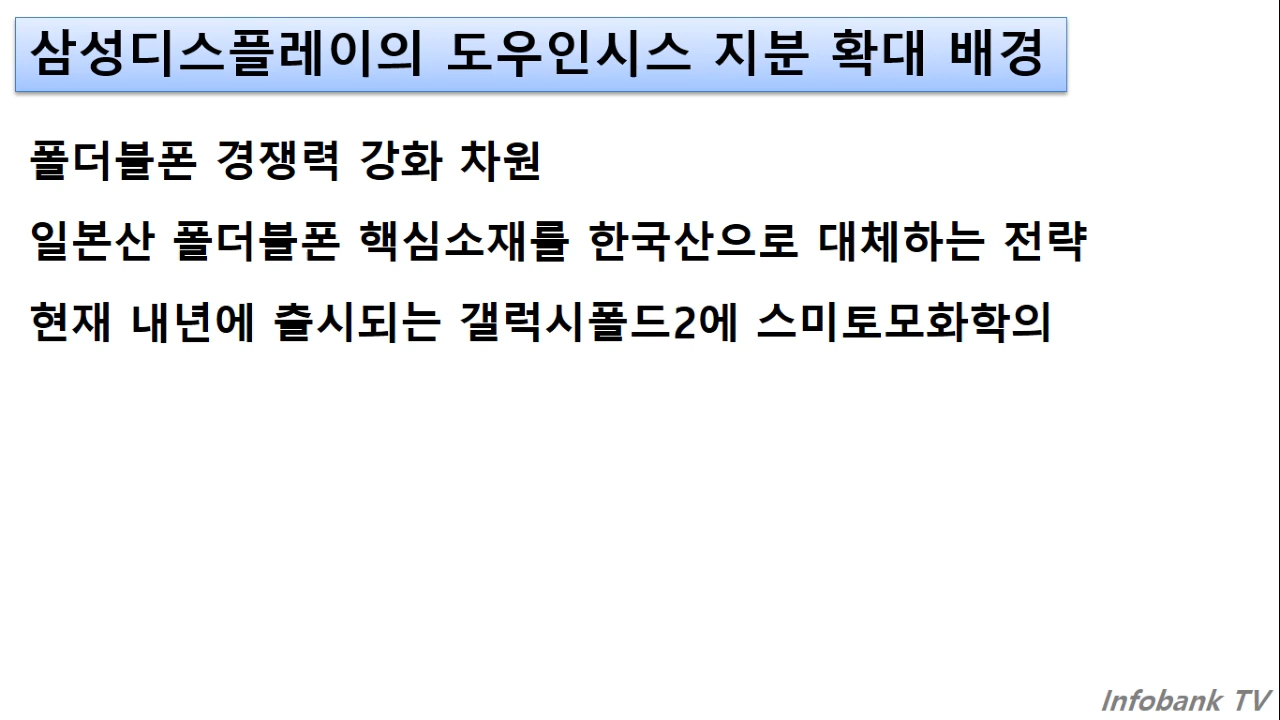 삼성디스플레이의 도우인시스 지분 확대 배경
폴더블폰 경쟁력 강화 차원
일본산 폴더블폰 핵심소재를 한국산으로 대체하는 전략
현재 내년에 출시되는 갤럭시폴드2에 스미토모화학의
Infobank TV